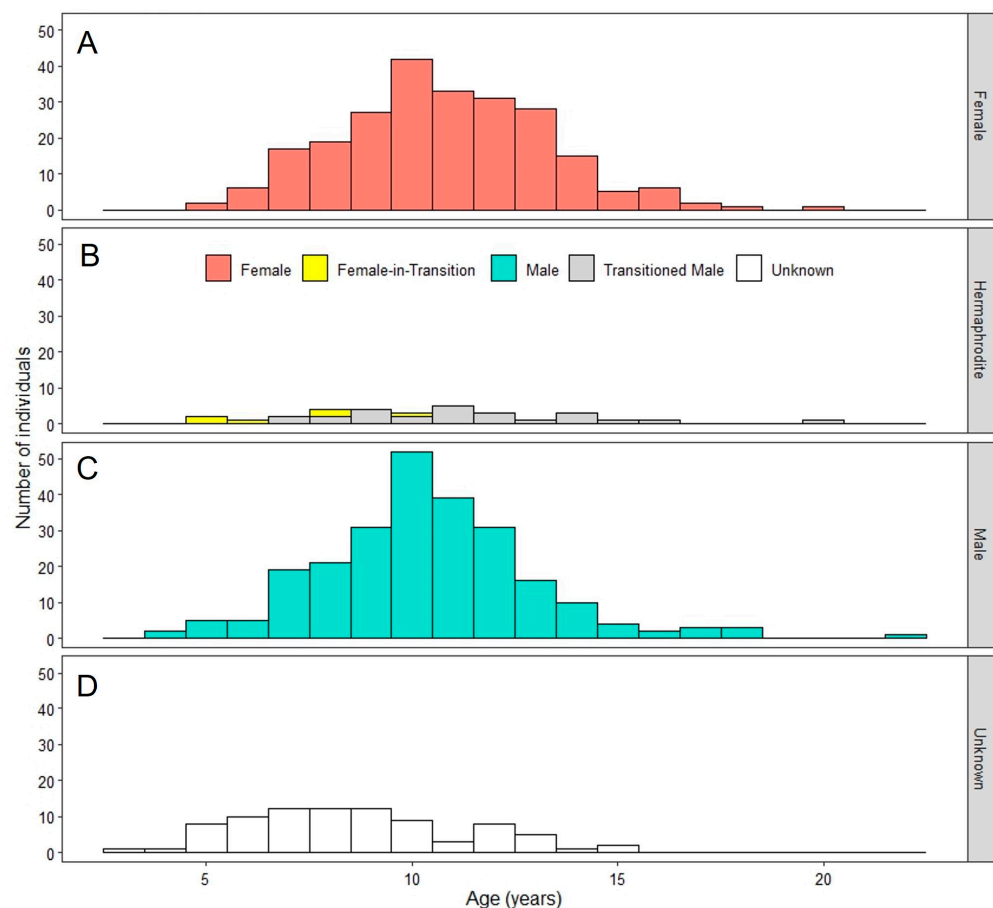 A
50
40
30
20
10
0
Female
B
50
40
30
20
10
0
Female Female-in-Transition Male Transitioned Male Unknown
Hermaphrodite
Number of individuals
C
50
40
30
20
10
0
Male
D
50
40
30
20
10
0
Unknown
5 10 15 20
Age (years)